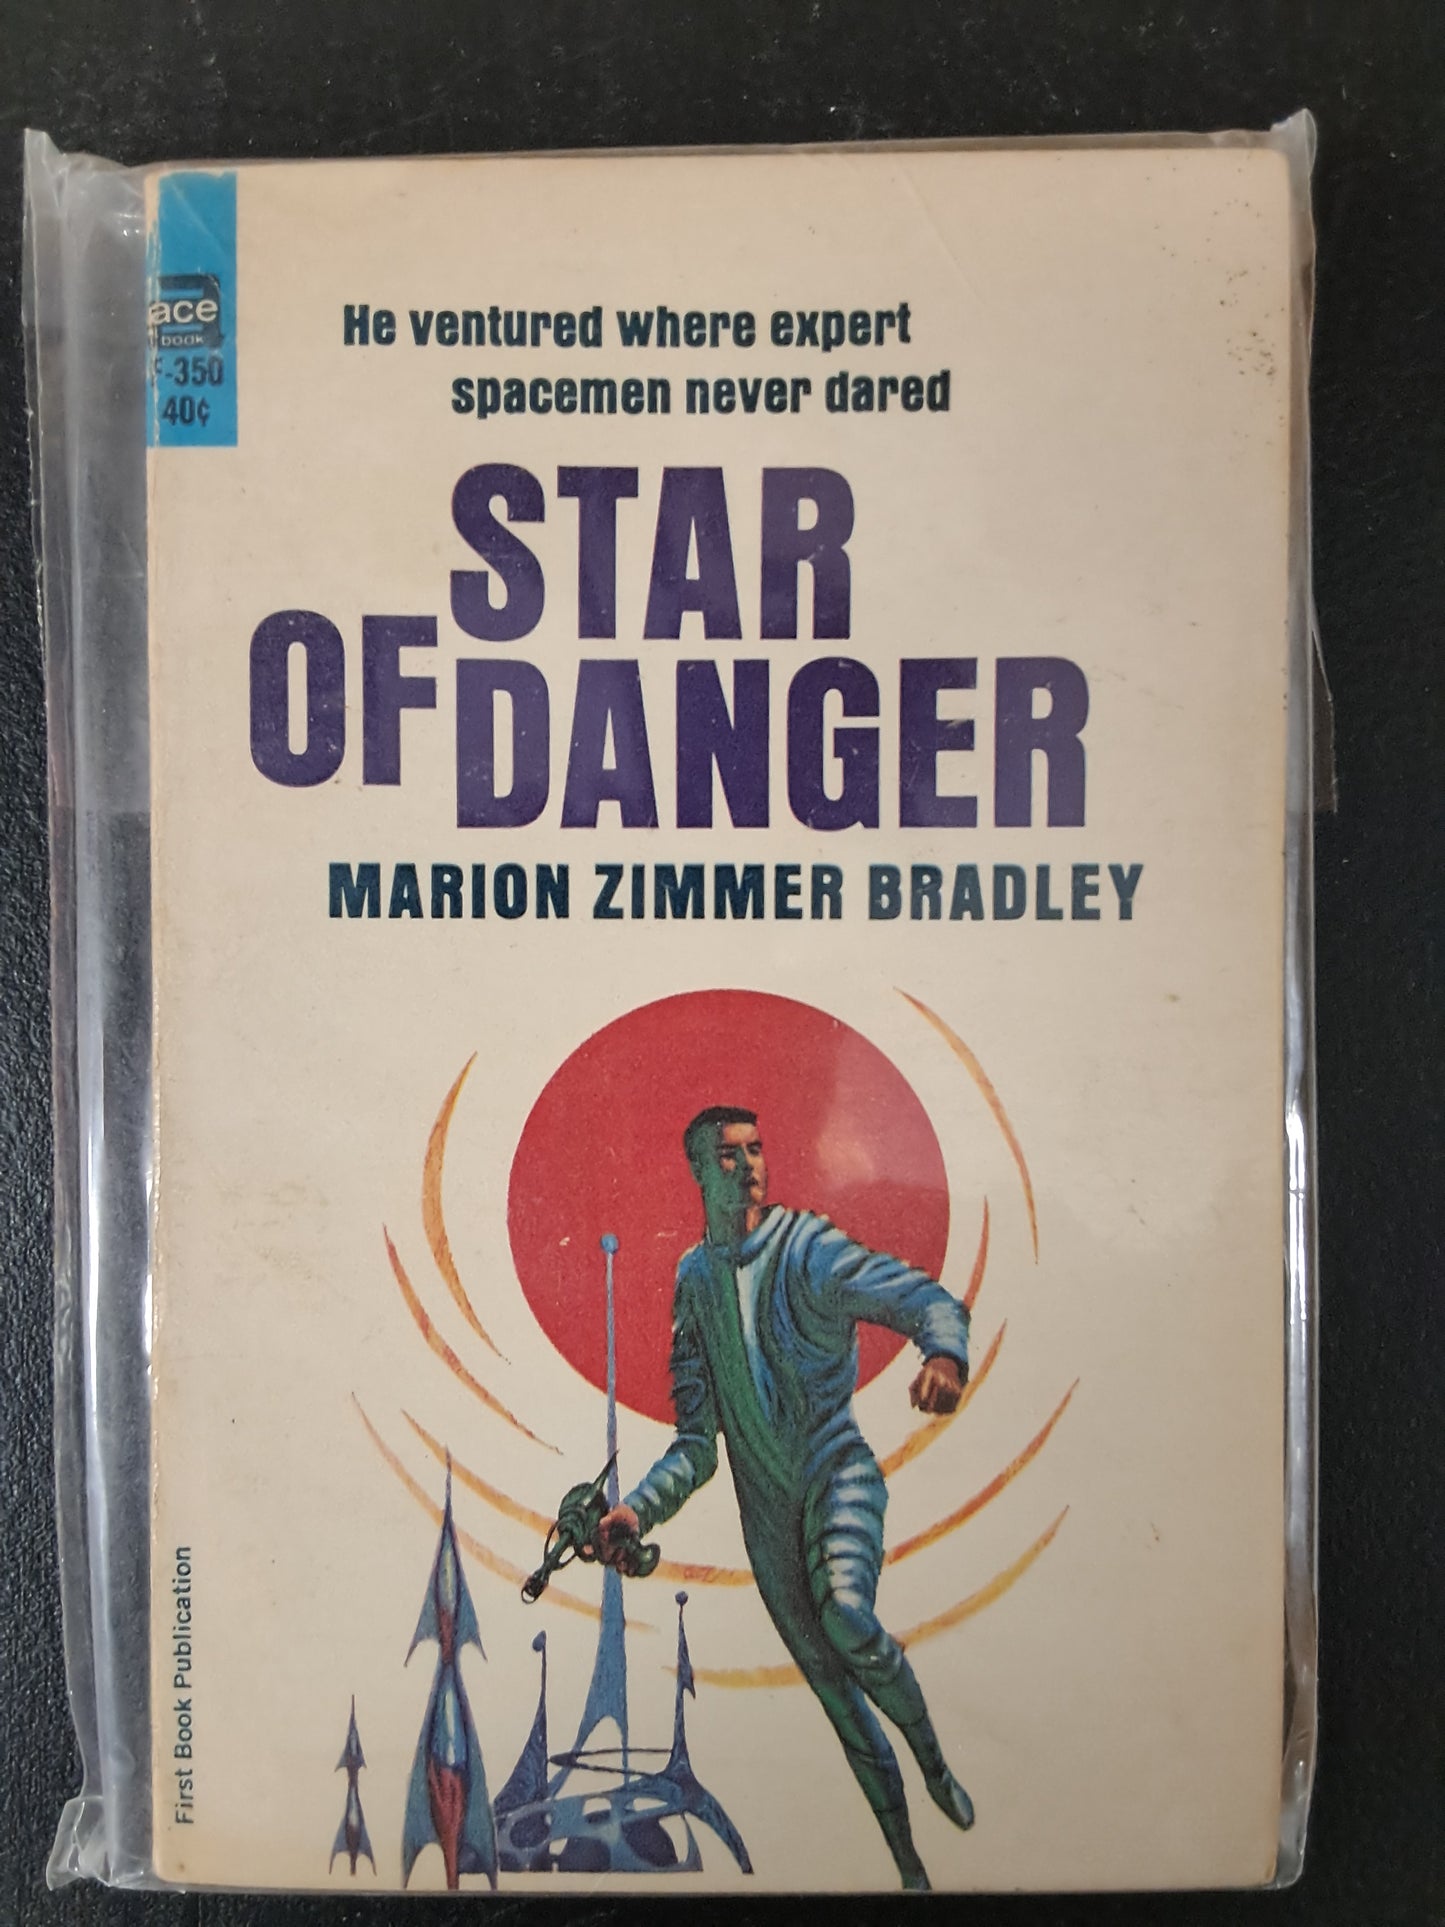 ace
book
F-350
40¢
He ventured where expert
spacemen never dared
STAR
OF DANGER
MARION ZIMMER BRADLEY
First Book Publication